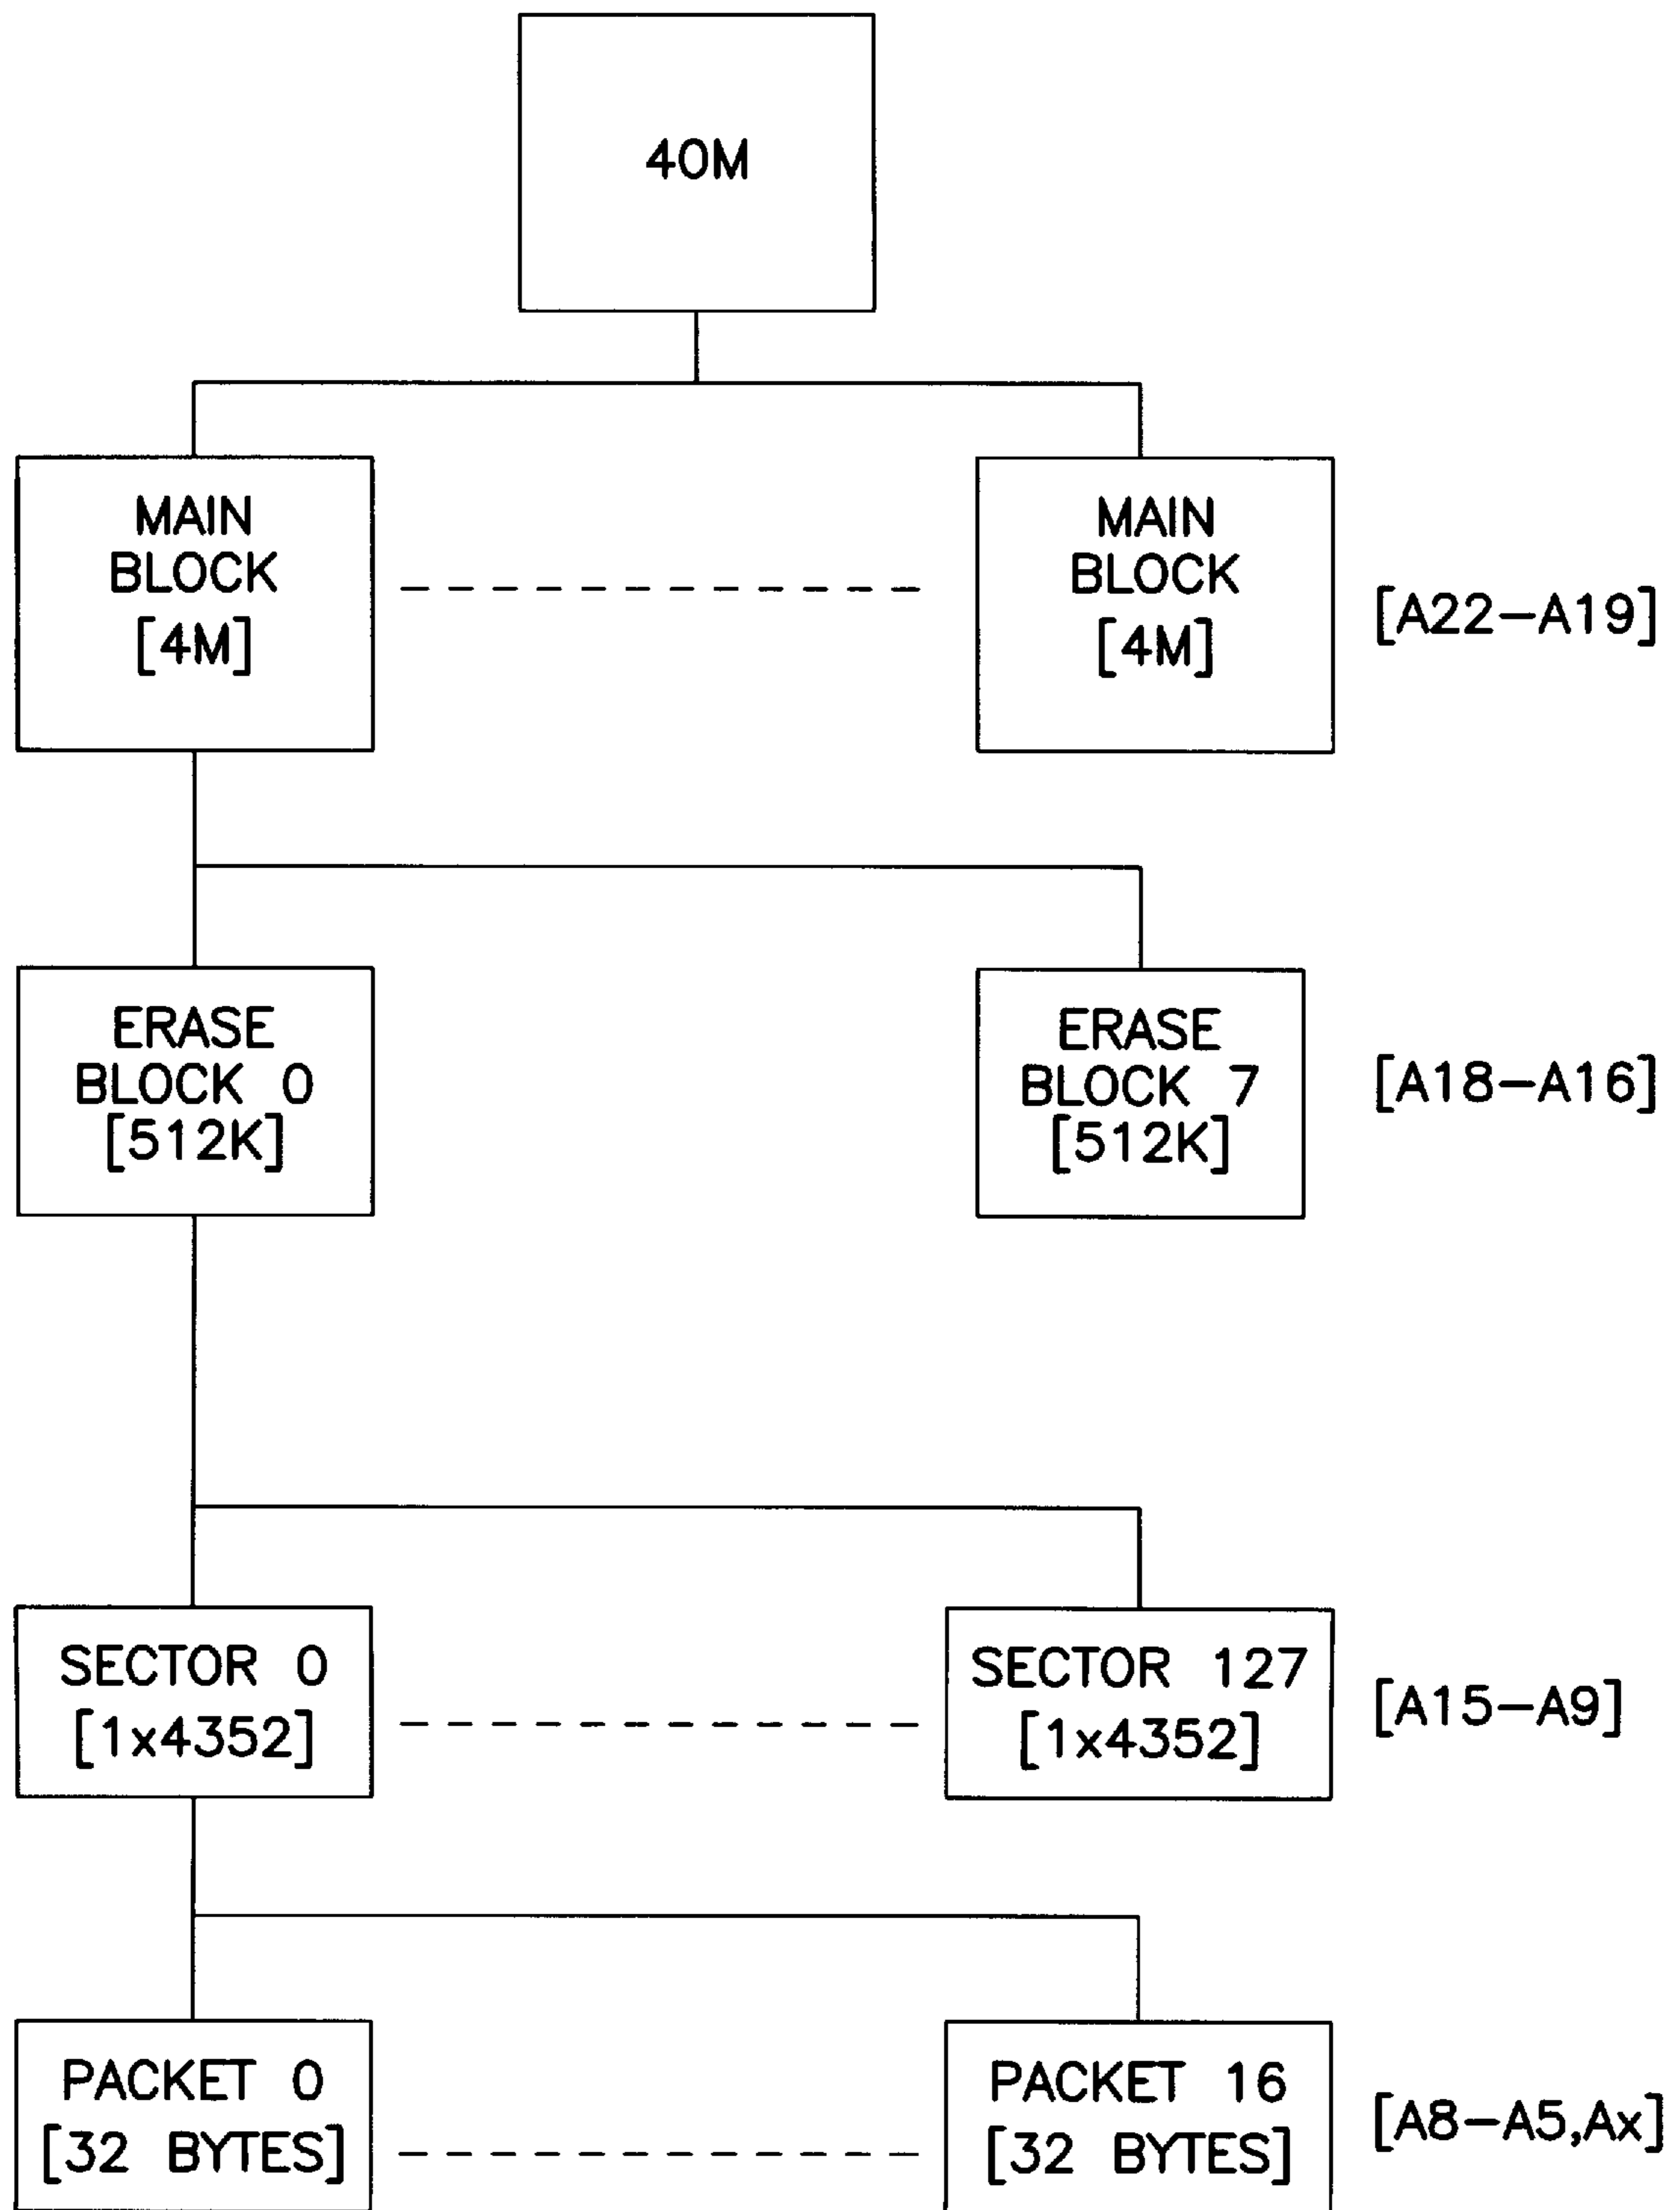 40M
MAIN
BLOCK
[4M]
MAIN
BLOCK
[4M]
[A22-A19]
ERASE
BLOCK 0
[512K]
ERASE
BLOCK 7
[512K]
[A18-A16]
SECTOR 0
[1x4352]
SECTOR 127
[1x4352]
[A15-A9]
PACKET 0
[32 BYTES]
PACKET 16
[32 BYTES]
[A8-A5,Ax]